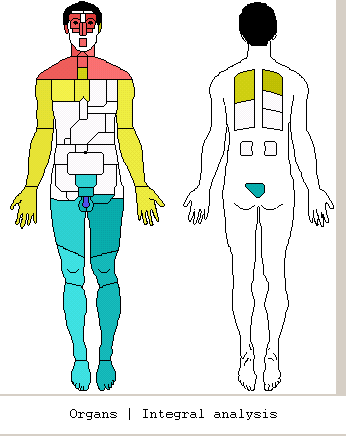 Organs | Integral analysis